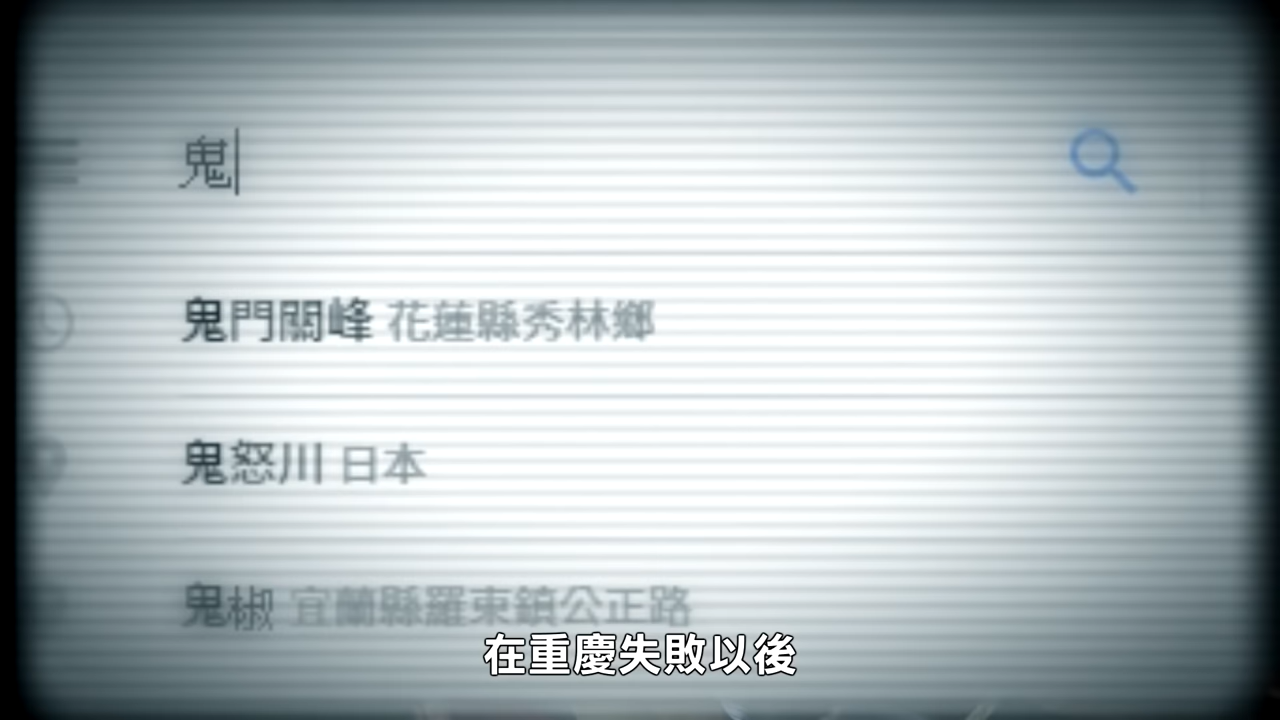 鬼
鬼門關峰 花蓮縣秀林鄉
鬼怒川 日本
鬼椒 宜蘭縣羅東鎮公正路
在重慶失敗以後